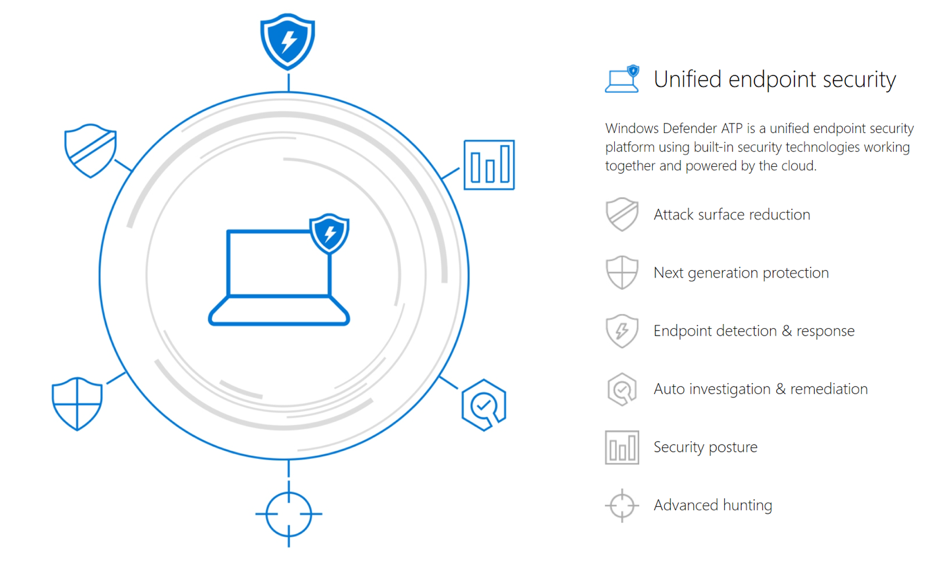 Unified endpoint security
Windows Defender ATP is a unified endpoint security
platform using built-in security technologies working
together and powered by the cloud.
Attack surface reduction
Next generation protection
Endpoint detection & response
Auto investigation & remediation
Security posture
Advanced hunting